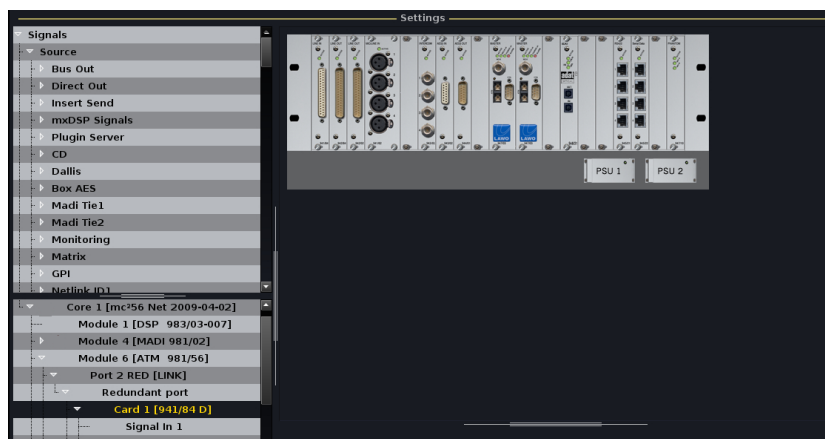 Settings
Signals
Source
Bus Out
Direct Out
Insert Send
mxDSP Signals
Plugin Server
CD
Dallis
Box AES
Madi Tie1
Madi Tie2
Monitoring
Matrix
GPI
Netlink ID1
Core 1 [mc²56 Net 2009-04-02]
Module 1 [DSP 983/03-007]
Module 4 [MADI 981/02]
Module 6 [ATM 981/56]
Port 2 RED [LINK]
Redundant port
Card 1 [941/84 D]
Signal In 1
LAWO LAWO
PSU 1 PSU 2